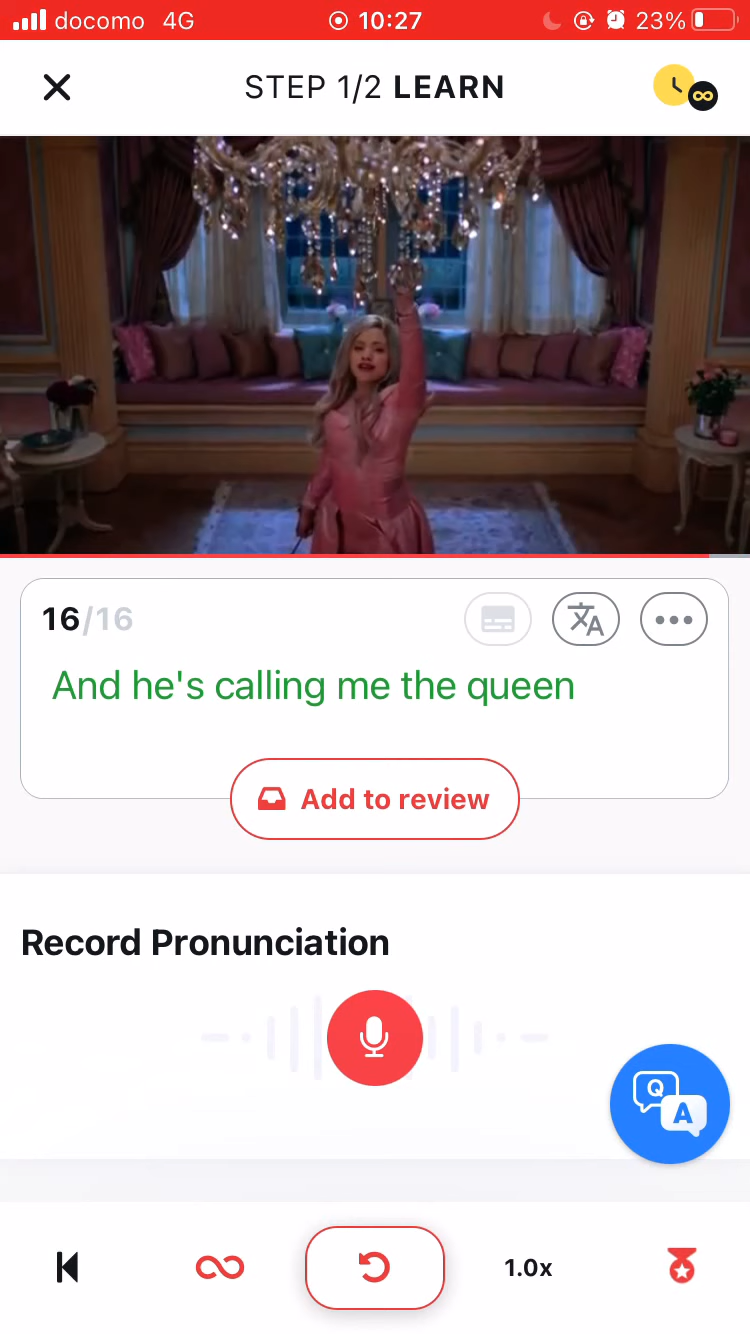 docomo 4G 10:27 23%
STEP 1/2 LEARN
16/16
And he's calling me the queen
Add to review
Record Pronunciation
Q
A
1.0x